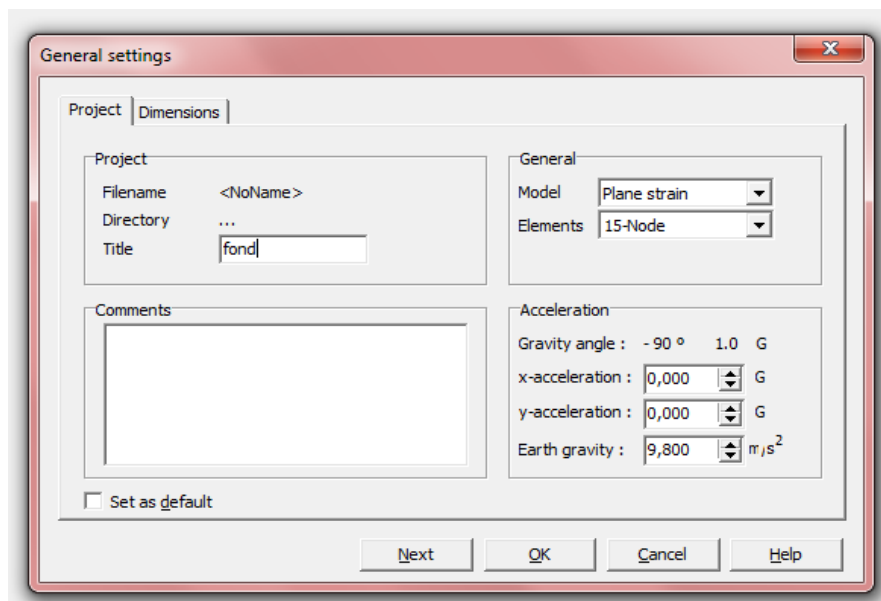 General settings
Project
Dimensions
Project
Filename <NoName>
Directory ...
Title fond
General
Model Plane strain
Elements 15-Node
Comments
Acceleration
Gravity angle : - 90 º 1.0 G
x-acceleration : 0,000 G
y-acceleration : 0,000 G
Earth gravity : 9,800 m/s²
Set as default
Next OK Cancel Help